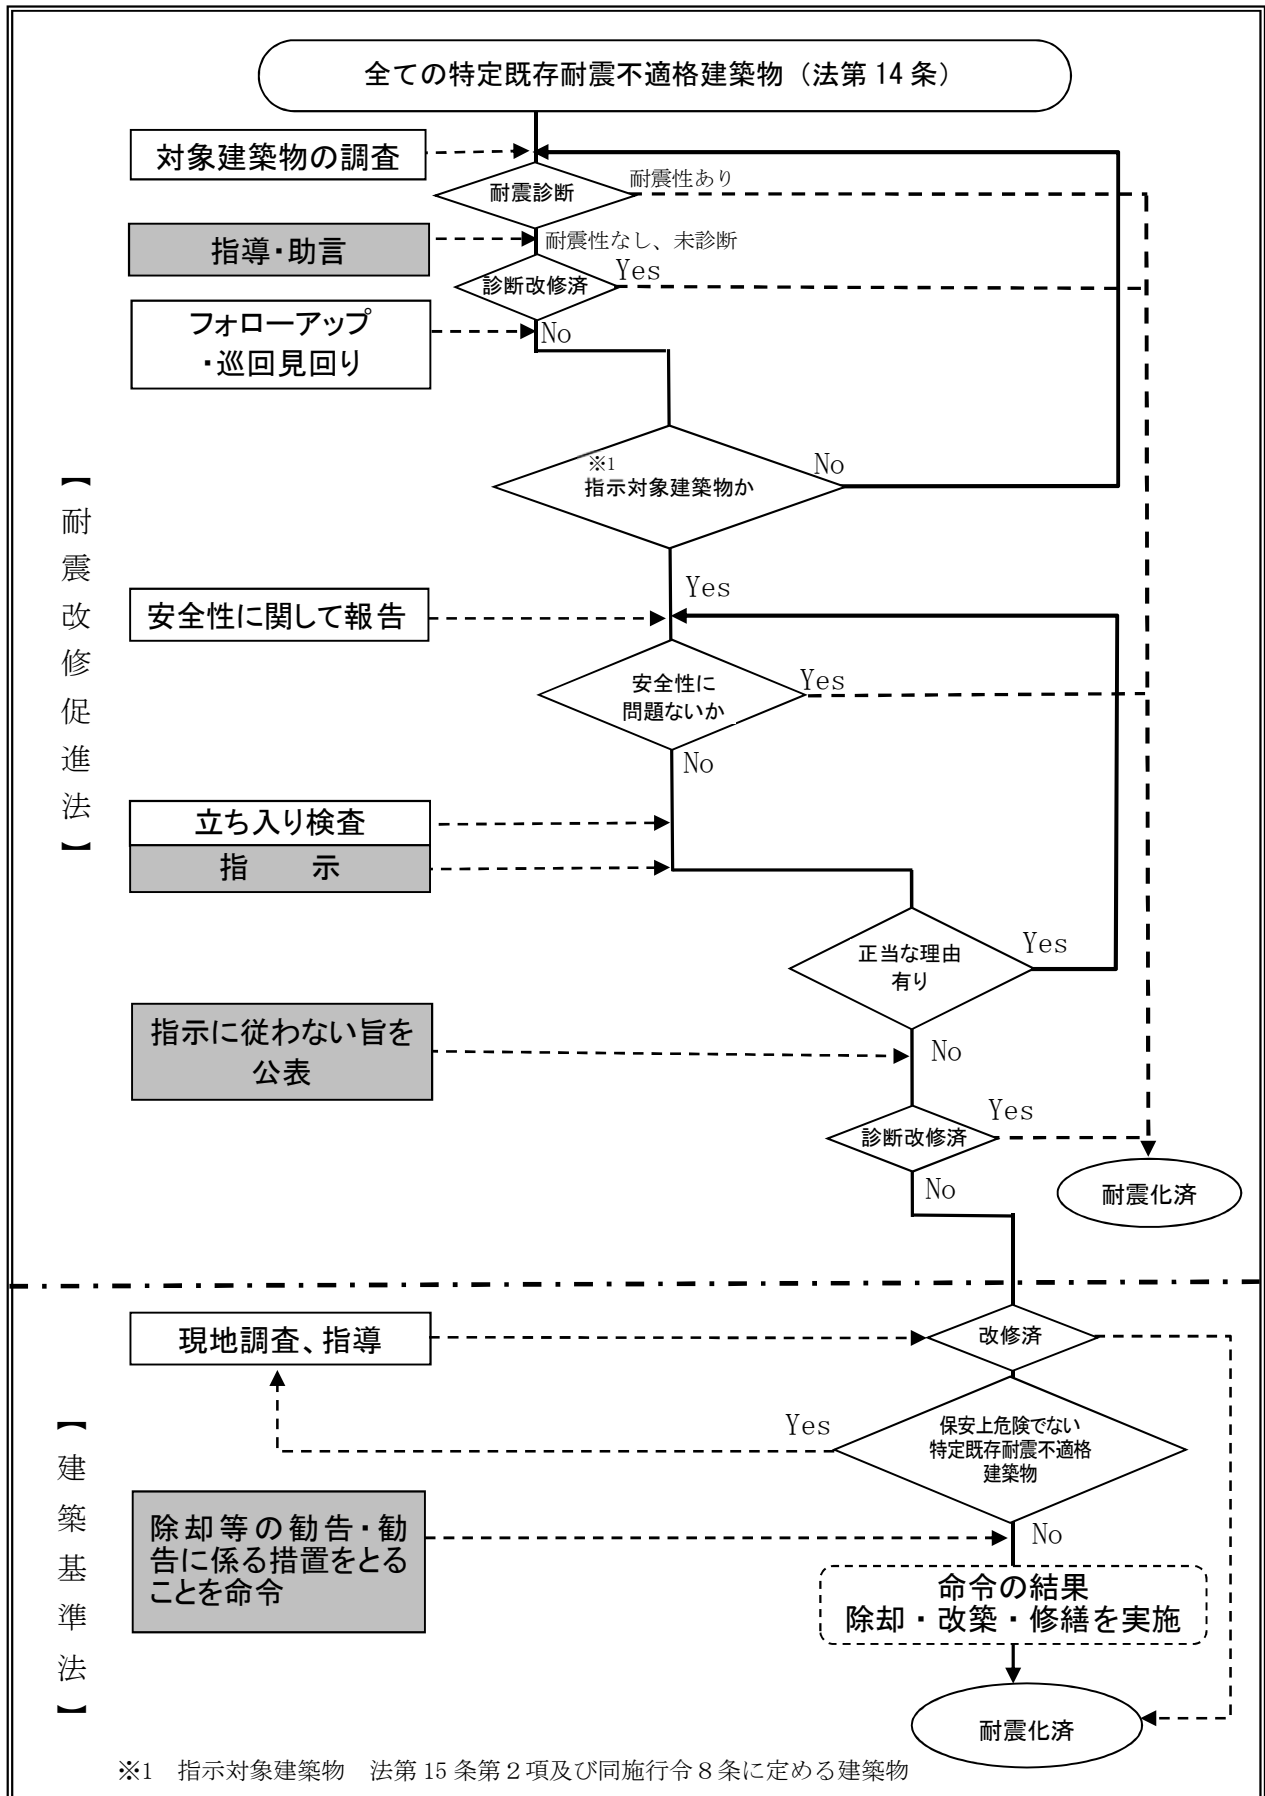 全ての特定既存耐震不適格建築物（法第14条）
対象建築物の調査
耐震診断
耐震性あり
指導・助言
耐震性なし、未診断
診断改修済
Yes
フォローアップ
・巡回見回り
No
※1
指示対象建築物か
No
【耐震改修促進法】
Yes
安全性に関して報告
安全性に
問題ないか
Yes
No
立ち入り検査
指　示
正当な理由
有り
Yes
指示に従わない旨を
公表
No
診断改修済
Yes
耐震化済
No
現地調査、指導
改修済
【建築基準法】
Yes
保安上危険でない
特定既存耐震不適格
建築物
除却等の勧告・勧
告に係る措置をとる
ことを命令
No
命令の結果
除却・改築・修繕を実施
耐震化済
※1　指示対象建築物　法第15条第２項及び同施行令８条に定める建築物